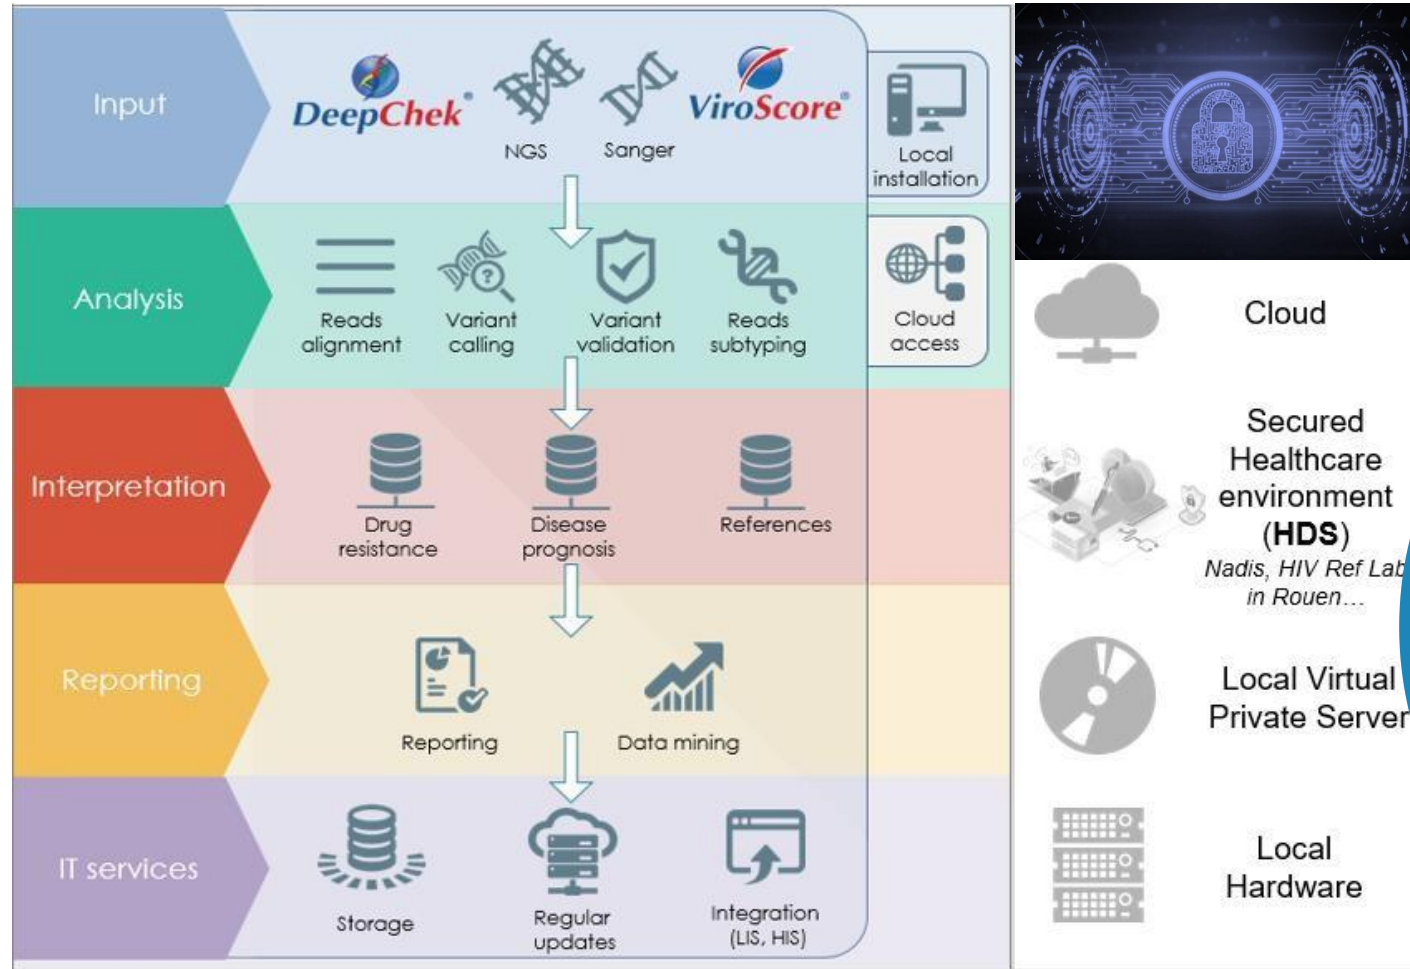 Input
DeepChek®
NGS
Sanger
ViroScore®
Local
installation
Analysis
Reads
alignment
Variant
calling
?
Variant
validation
Reads
subtyping
Cloud
access
Interpretation
Drug
resistance
Disease
prognosis
References
Reporting
Reporting
Data mining
IT services
Storage
Regular
updates
Integration
(LIS, HIS)
Cloud
Secured
Healthcare
environment
(HDS)
Nadis, HIV Ref Lab
in Rouen…
Local Virtual
Private Server
Local
Hardware